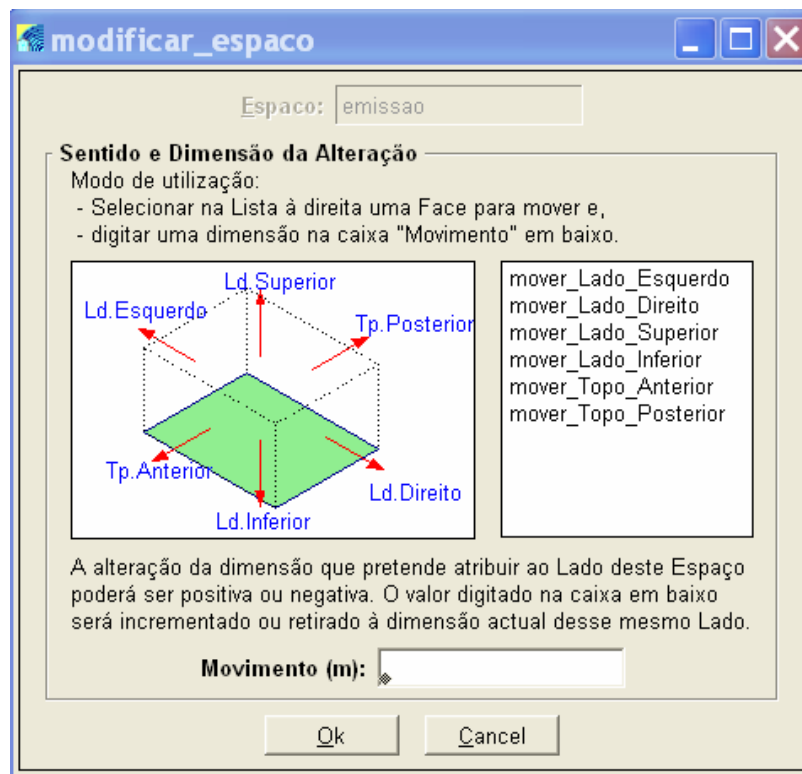 modificar_espaco
Espaco: emissao
Sentido e Dimensão da Alteração
Modo de utilização:
- Selecionar na Lista à direita uma Face para mover e,
- digitar uma dimensão na caixa "Movimento" em baixo.
Ld.Superior
Ld.Esquerdo
Tp.Posterior
Tp.Anterior
Ld.Direito
Ld.Inferior
mover_Lado_Esquerdo
mover_Lado_Direito
mover_Lado_Superior
mover_Lado_Inferior
mover_Topo_Anterior
mover_Topo_Posterior
A alteração da dimensão que pretende atribuir ao Lado deste Espaço
poderá ser positiva ou negativa. O valor digitado na caixa em baixo
será incrementado ou retirado à dimensão actual desse mesmo Lado.
Movimento (m):
Ok
Cancel